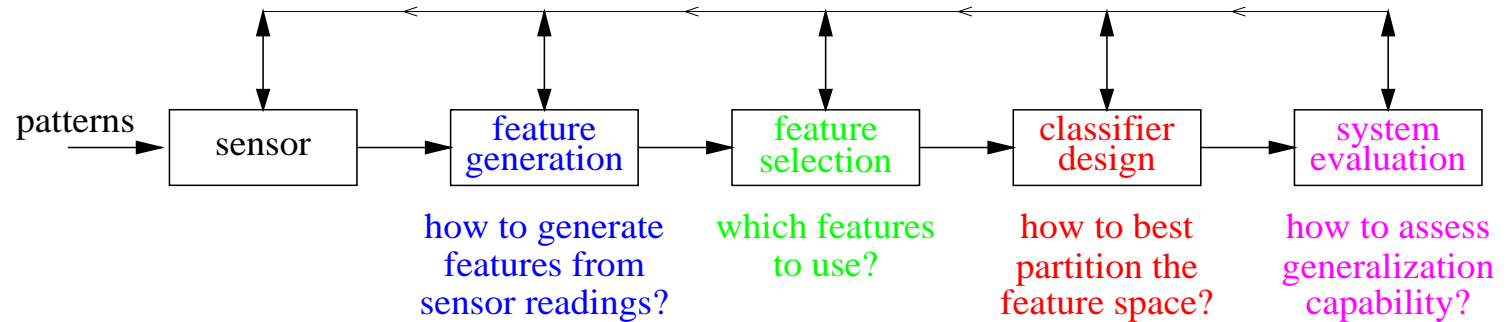 patterns
sensor
feature
generation
feature
selection
classifier
design
system
evaluation
how to generate
features from
sensor readings?
which features
to use?
how to best
partition the
feature space?
how to assess
generalization
capability?